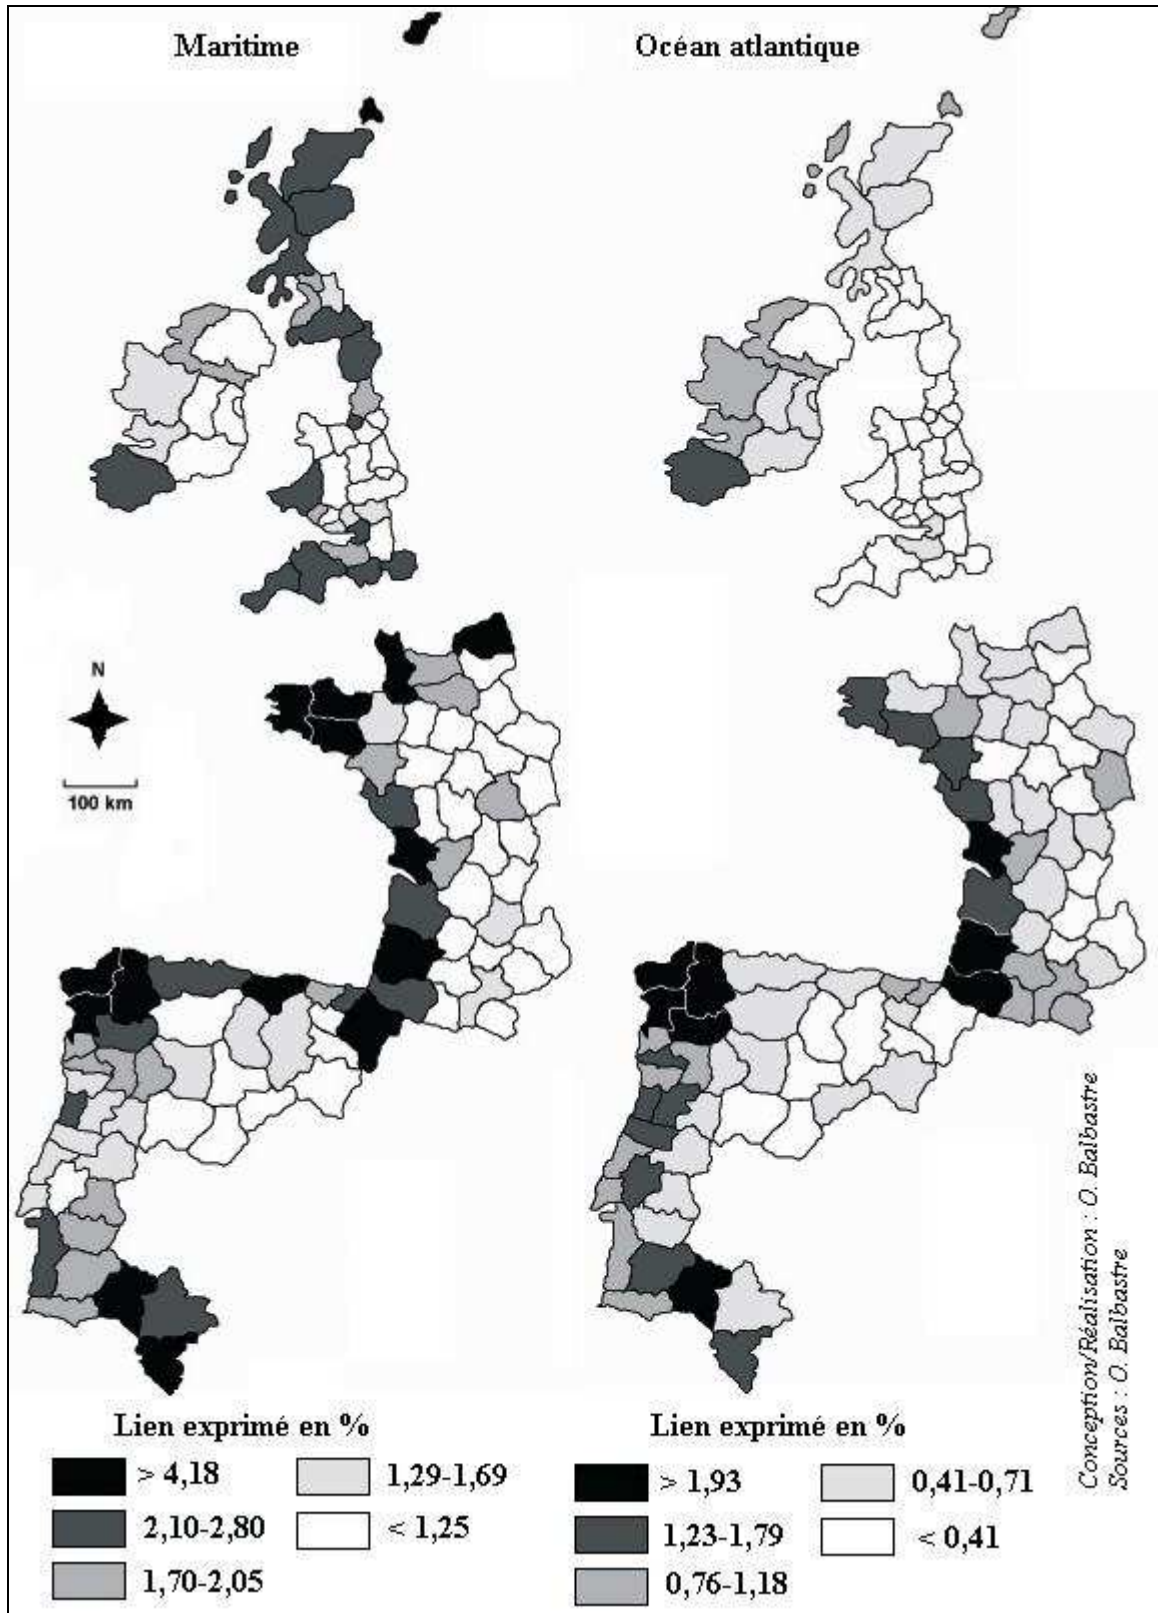 Maritime
Océan atlantique
N
100 km
Conception/Réalisation : O. Balbastre
Sources : O. Balbastre
Lien exprimé en %
> 4,18
2,10-2,80
1,70-2,05
1,29-1,69
< 1,25
Lien exprimé en %
> 1,93
1,23-1,79
0,76-1,18
0,41-0,71
< 0,41